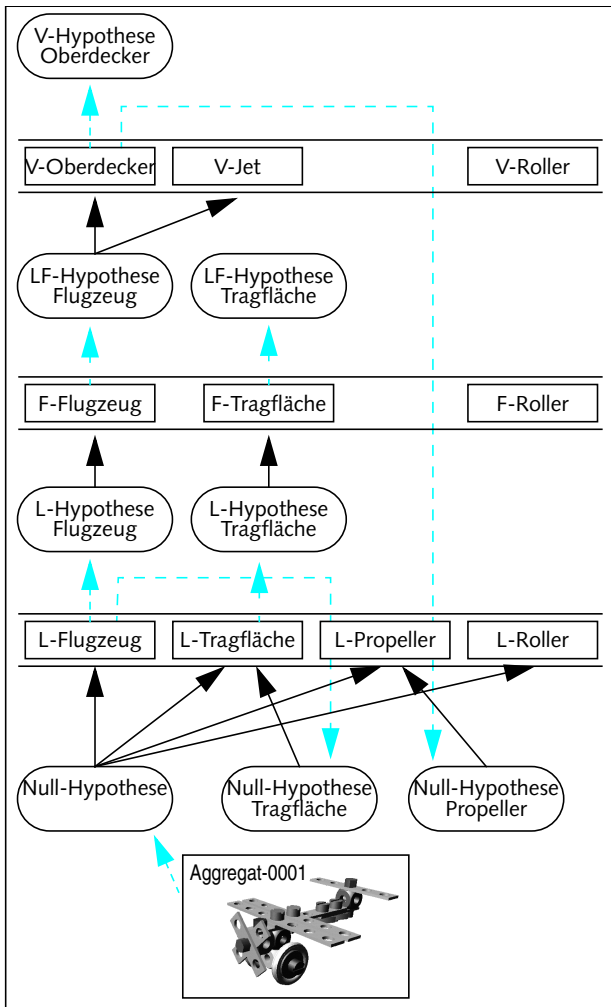 V-Hypothese
Oberdecker
V-Oberdecker
V-Jet
V-Roller
LF-Hypothese
Flugzeug
LF-Hypothese
Tragfläche
F-Flugzeug
F-Tragfläche
F-Roller
L-Hypothese
Flugzeug
L-Hypothese
Tragfläche
L-Flugzeug
L-Tragfläche
L-Propeller
L-Roller
Null-Hypothese
Null-Hypothese
Tragfläche
Null-Hypothese
Propeller
Aggregat-0001